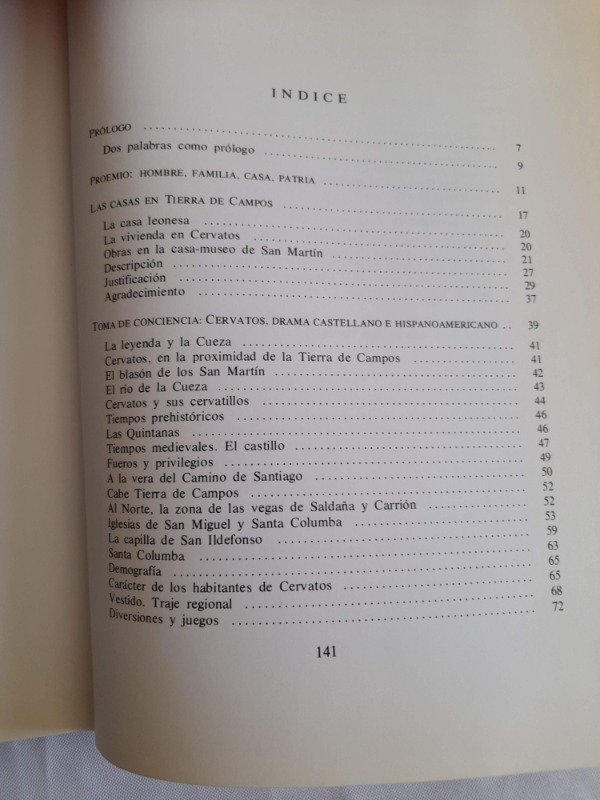 INDICE
PRÓLOGO ........ 7
Dos palabras como prólogo ........ 9
PROEMIO: HOMBRE, FAMILIA, CASA, PATRIA ........ 11
LAS CASAS EN TIERRA DE CAMPOS ........ 17
La casa leonesa ........ 20
La vivienda en Cervatos ........ 20
Obras en la casa-museo de San Martín ........ 21
Descripción ........ 27
Justificación ........ 29
Agradecimiento ........ 37
TOMA DE CONCIENCIA: CERVATOS, DRAMA CASTELLANO E HISPANOAMERICANO .. 39
La leyenda y la Cueza ........ 41
Cervatos, en la proximidad de la Tierra de Campos ........ 41
El blasón de los San Martín ........ 42
El río de la Cueza ........ 43
Cervatos y sus cervatillos ........ 44
Tiempos prehistóricos ........ 46
Las Quintanas ........ 46
Tiempos medievales. El castillo ........ 47
Fueros y privilegios ........ 49
A la vera del Camino de Santiago ........ 50
Cabe Tierra de Campos ........ 52
Al Norte, la zona de las vegas de Saldaña y Carrión ........ 52
Iglesias de San Miguel y Santa Columba ........ 53
La capilla de San Ildefonso ........ 59
Santa Columba ........ 63
Demografía ........ 65
Carácter de los habitantes de Cervatos ........ 65
Vestido. Traje regional ........ 68
Diversiones y juegos ........ 72
141